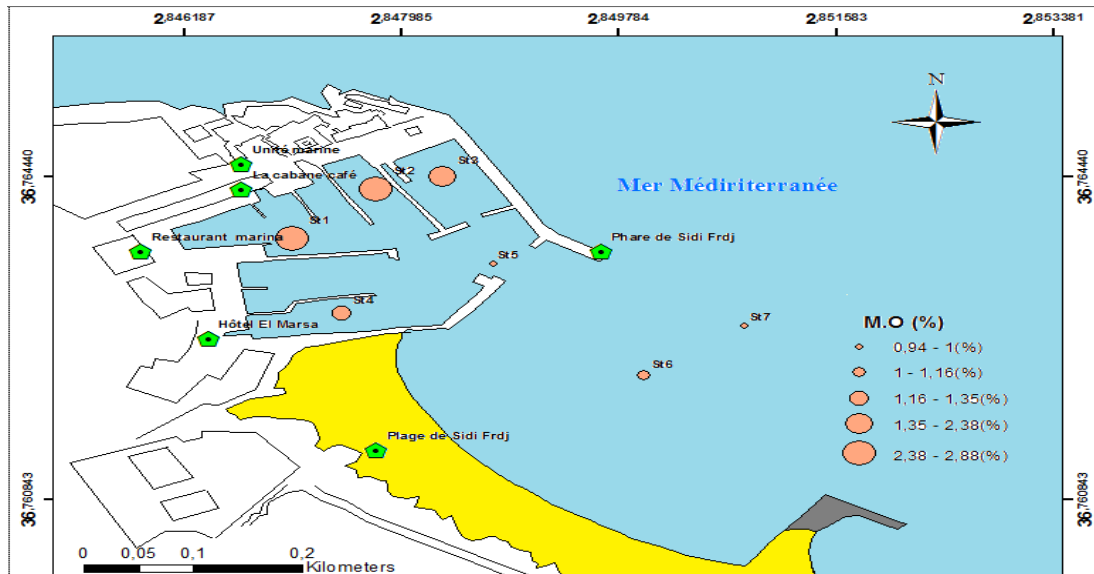 2,846187 2,847985 2,849784 2,851583 2,853381
N
36,764440
36,764440
Unité marine
La cabane café
St2
St3
Mer Méditerranée
St1
Restaurant marina
Phare de Sidi Frdj
St5
St4
Hôtel El Marsa
St7
St6
M.O (%)
0,94 - 1(%)
1 - 1,16(%)
1,16 - 1,35(%)
1,35 - 2,38(%)
2,38 - 2,88(%)
Plage de Sidi Frdj
36,760843
36,760843
0 0,05 0,1 0,2
Kilometers